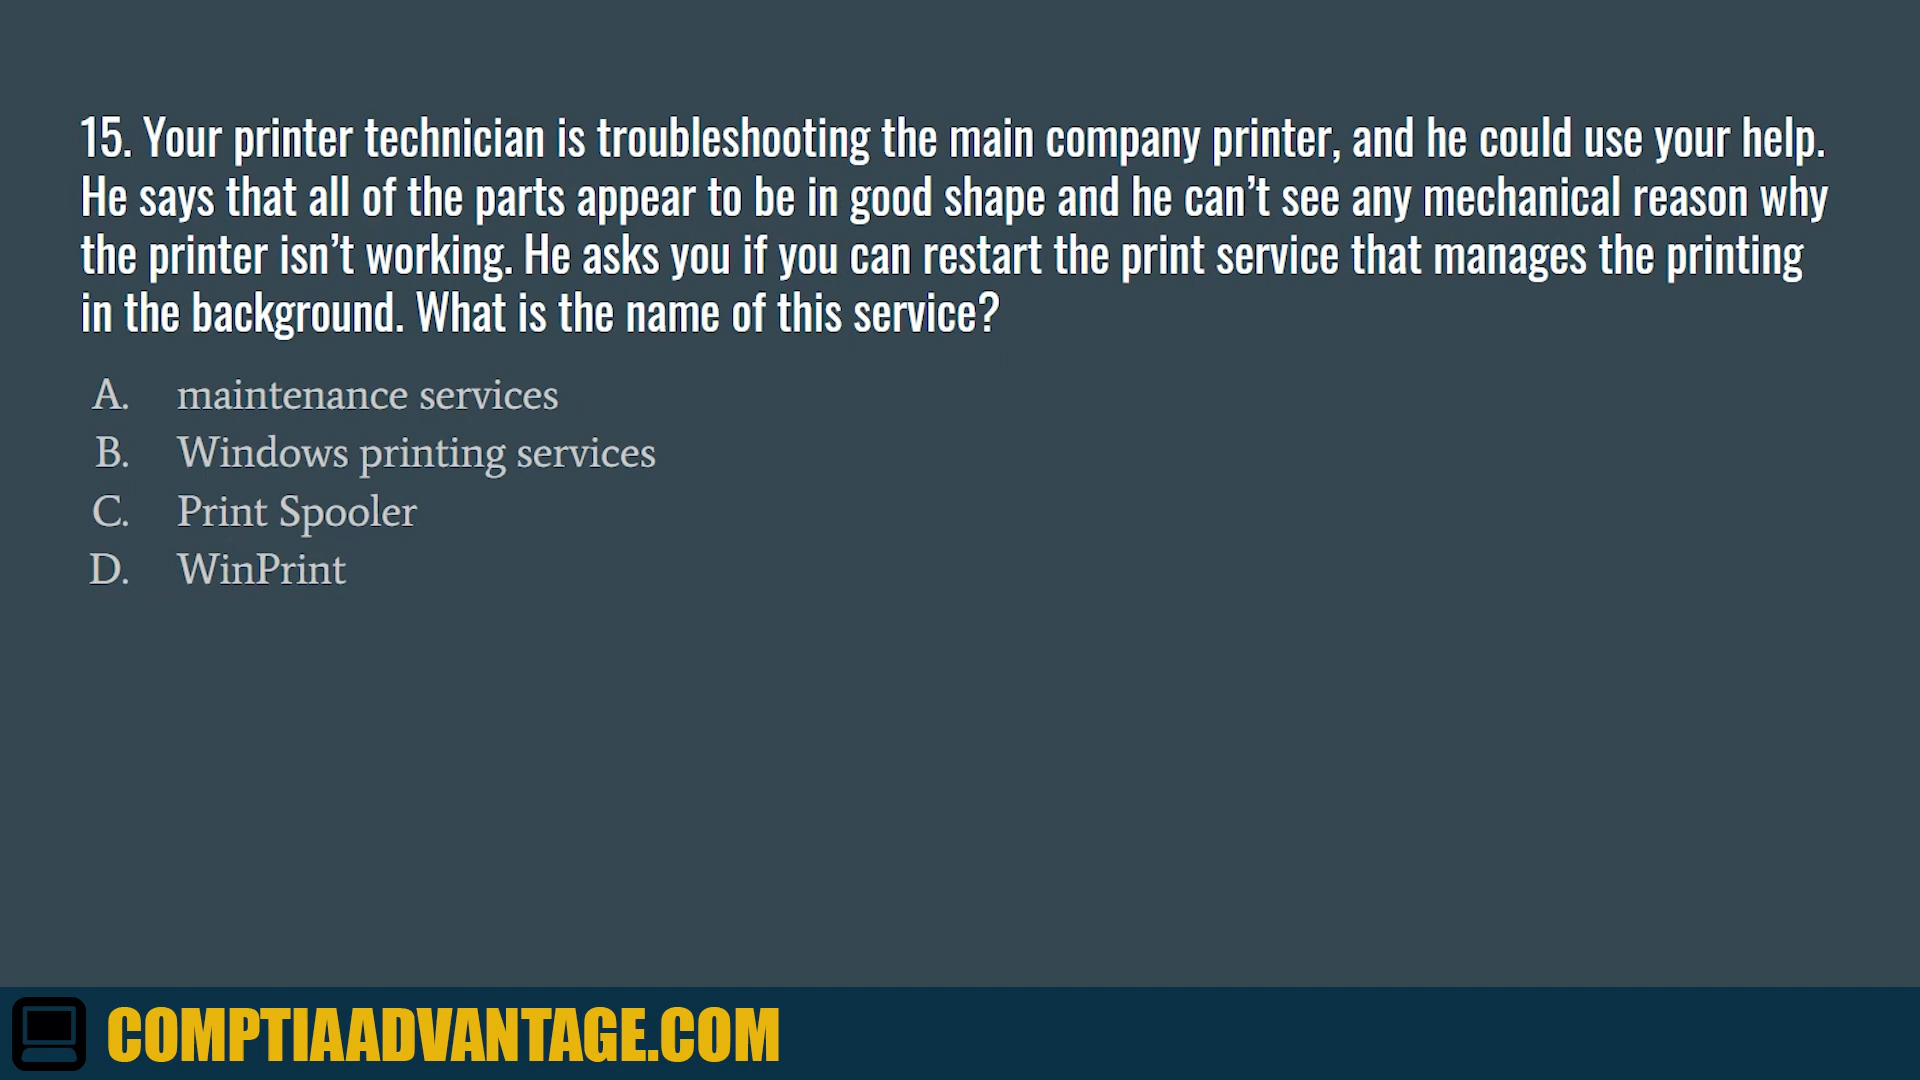 15. Your printer technician is troubleshooting the main company printer, and he could use your help.
He says that all of the parts appear to be in good shape and he can’t see any mechanical reason why
the printer isn’t working. He asks you if you can restart the print service that manages the printing
in the background. What is the name of this service?
A. maintenance services
B. Windows printing services
C. Print Spooler
D. WinPrint
COMPTIAADVANTAGE.COM